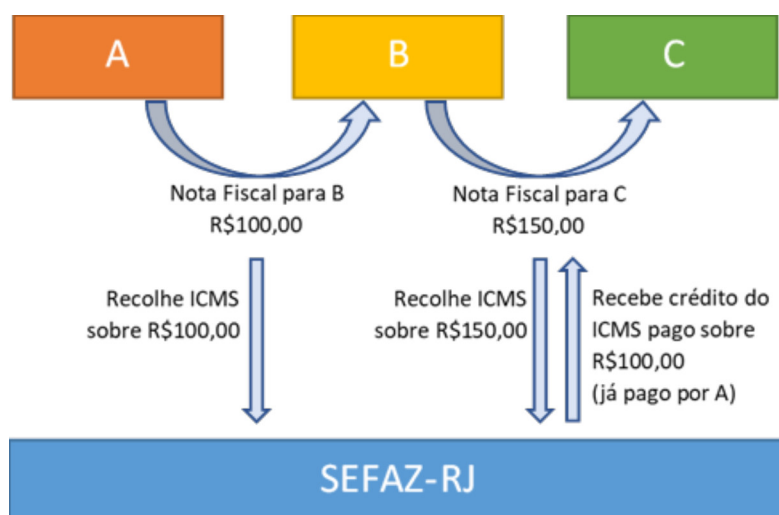 A
B
C
Nota Fiscal para B
R$100,00
Nota Fiscal para C
R$150,00
Recolhe ICMS
sobre R$100,00
Recolhe ICMS
sobre R$150,00
Recebe crédito do
ICMS pago sobre
R$100,00
(já pago por A)
SEFAZ-RJ